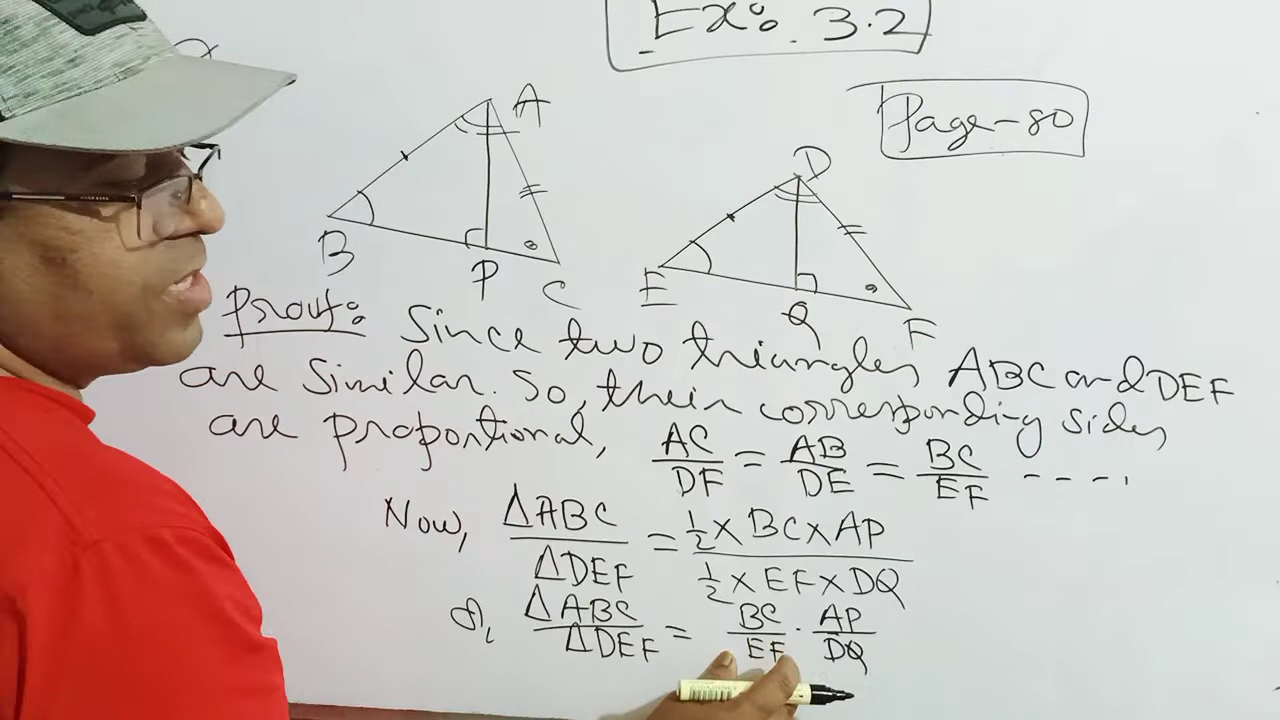 Ex: 3.2
Page-80
A
B
P
C
D
E
Q
F
Proof: Since two triangles ABC and DEF
are similar. So, their corresponding sides
are proportional, AC/DF = AB/DE = BC/EF ----.
Now, ΔABC/ΔDEF = ½ × BC × AP / ½ × EF × DQ
or, ΔABC/ΔDEF = BC/EF · AP/DQ